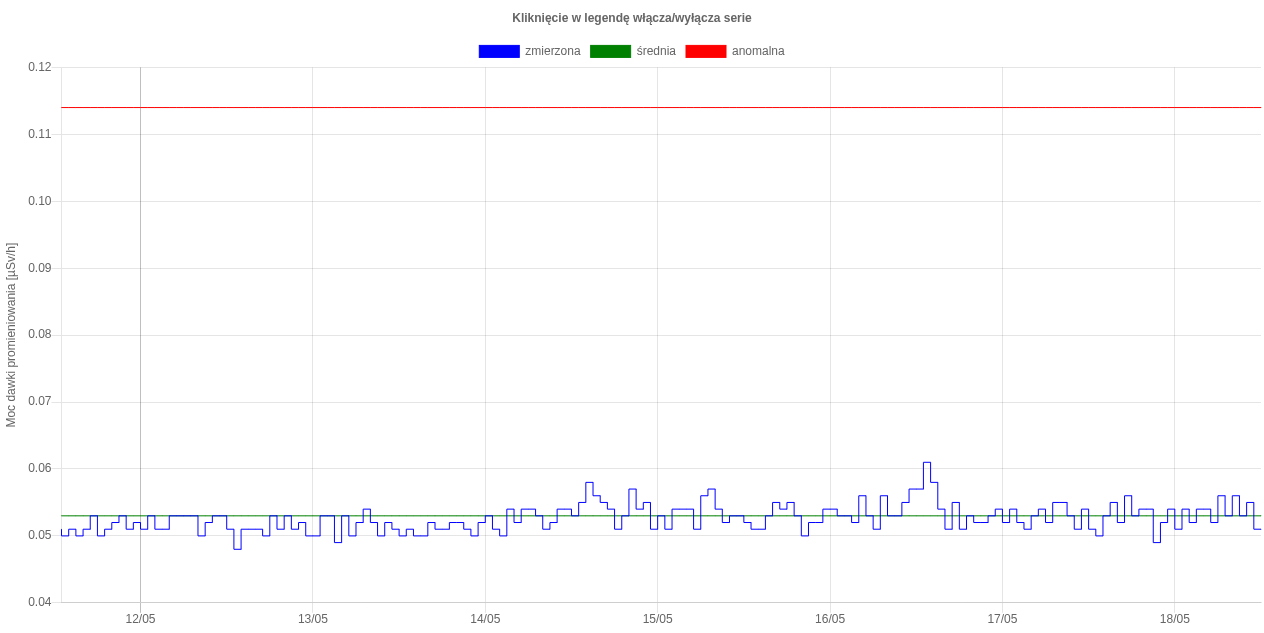 Kliknięcie w legendę włącza/wyłącza serie
zmierzona średnia anomalna
Moc dawki promieniowania [µSv/h]
0.12
0.11
0.10
0.09
0.08
0.07
0.06
0.05
0.04
12/05 13/05 14/05 15/05 16/05 17/05 18/05